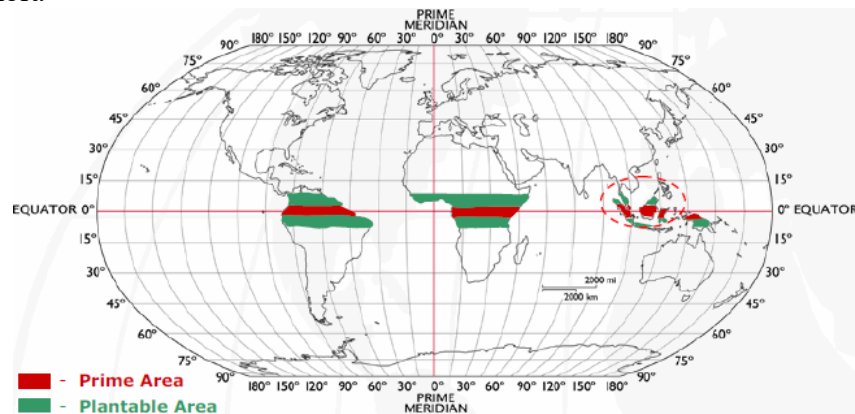 PRIME
MERIDIAN
90° 180° 150° 120° 90° 60° 30° 0° 30° 60° 90° 120° 150° 180° 90°
75° 75°
60° 60°
45° 45°
30° 30°
15° 15°
EQUATOR 0° 0° EQUATOR
15° 15°
30° 30°
2000 mi
2000 km
45° 45°
60° 60°
75° 75°
- Prime Area
90° 180° 150° 120° 90° 60° 30° 0° 30° 60° 90° 120° 150° 180° 90°
PRIME
MERIDIAN
- Plantable Area